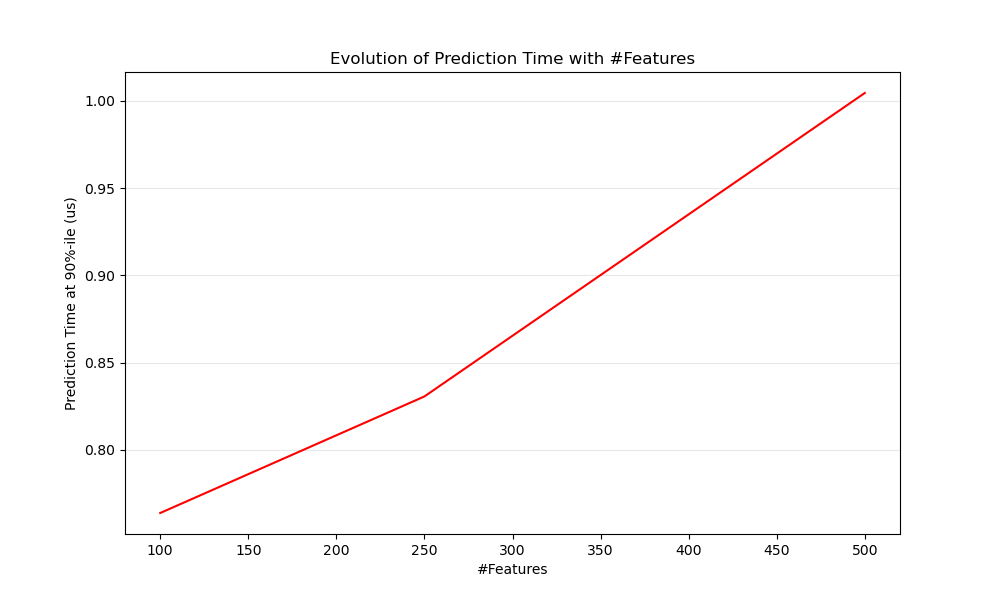 Evolution of Prediction Time with #Features
Prediction Time at 90%-ile (us)
1.00
0.95
0.90
0.85
0.80
100 150 200 250 300 350 400 450 500
#Features